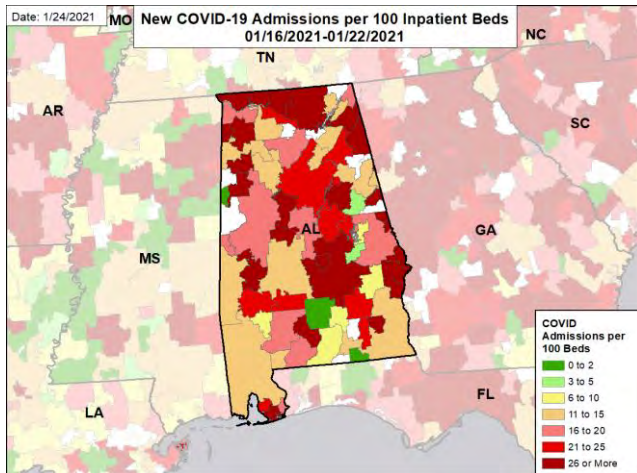 Date: 1/24/2021
New COVID-19 Admissions per 100 Inpatient Beds
01/16/2021-01/22/2021
MO
TN
NC
AR
SC
AL
GA
MS
LA
FL
COVID
Admissions per
100 Beds
0 to 2
3 to 5
6 to 10
11 to 15
16 to 20
21 to 25
26 or More